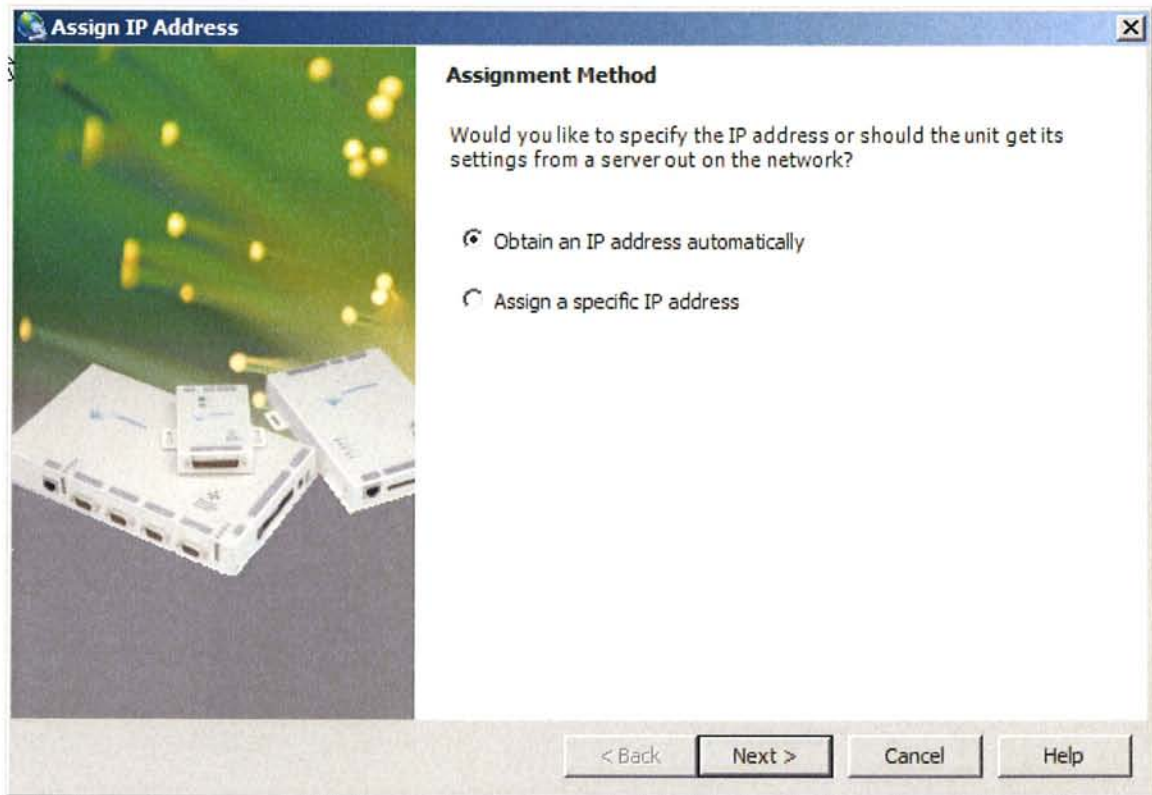 Assign IP Address
Assignment Method
Would you like to specify the IP address or should the unit get its
settings from a server out on the network?
Obtain an IP address automatically
Assign a specific IP address
< Back
Next >
Cancel
Help